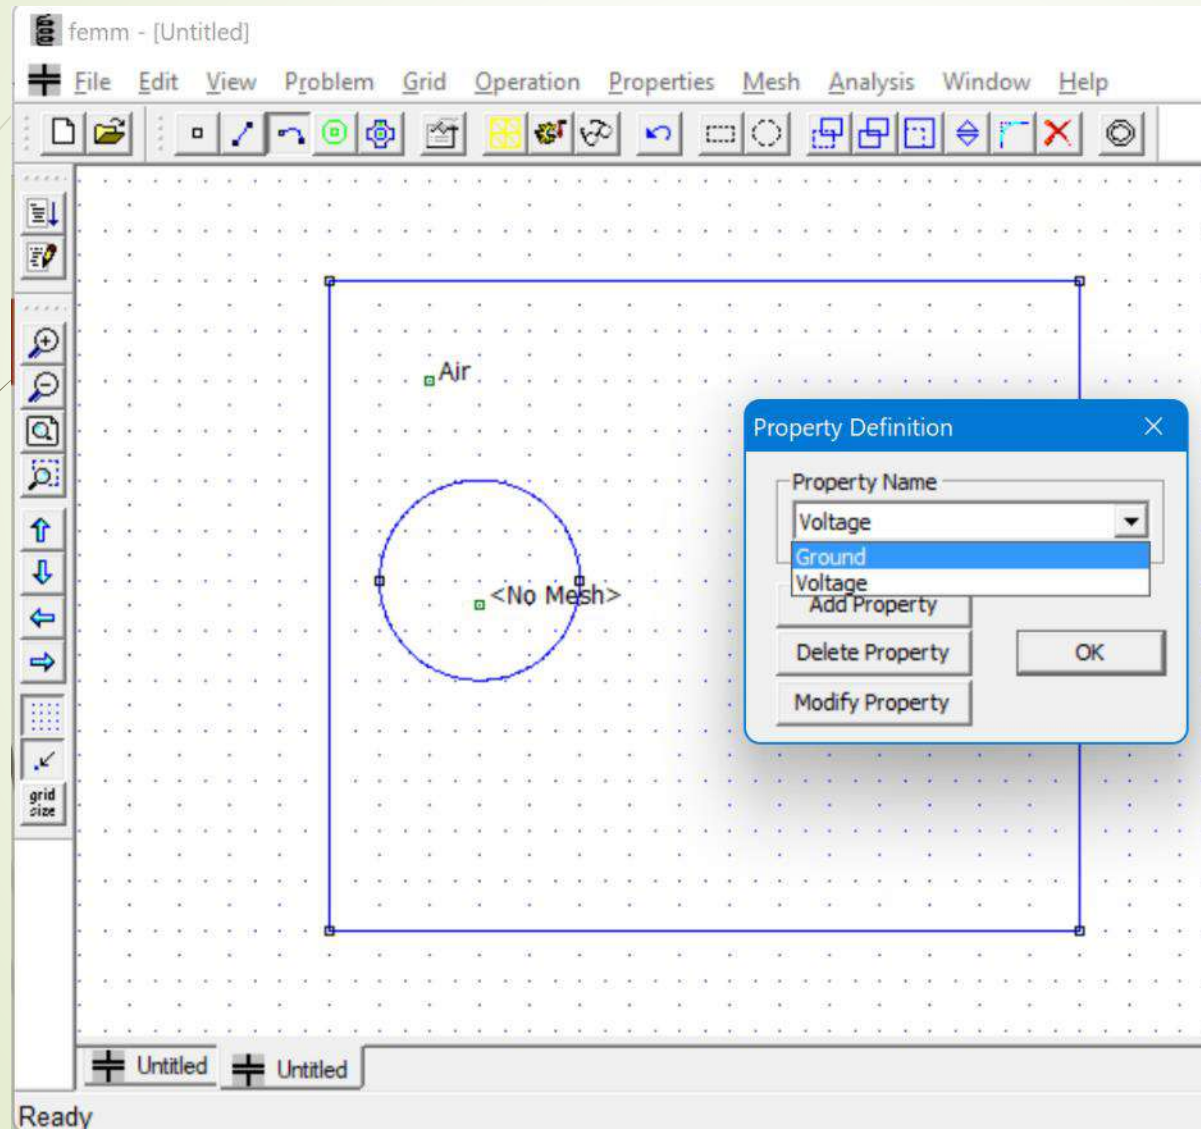 femm - [Untitled]
File Edit View Problem Grid Operation Properties Mesh Analysis Window Help
Air
Property Definition
Property Name
Voltage
Ground
Voltage
<No Mesh>
Add Property
Delete Property
OK
Modify Property
grid
size
Untitled Untitled
Ready